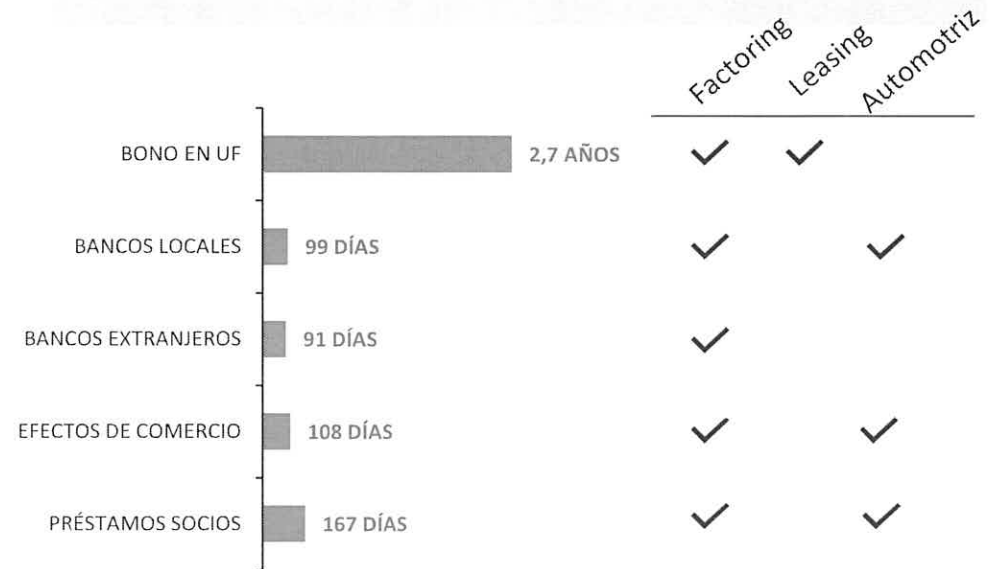 Factoring Leasing Automotriz
BONO EN UF 2,7 AÑOS ✓ ✓
BANCOS LOCALES 99 DÍAS ✓ ✓
BANCOS EXTRANJEROS 91 DÍAS ✓
EFECTOS DE COMERCIO 108 DÍAS ✓ ✓
PRÉSTAMOS SOCIOS 167 DÍAS ✓ ✓